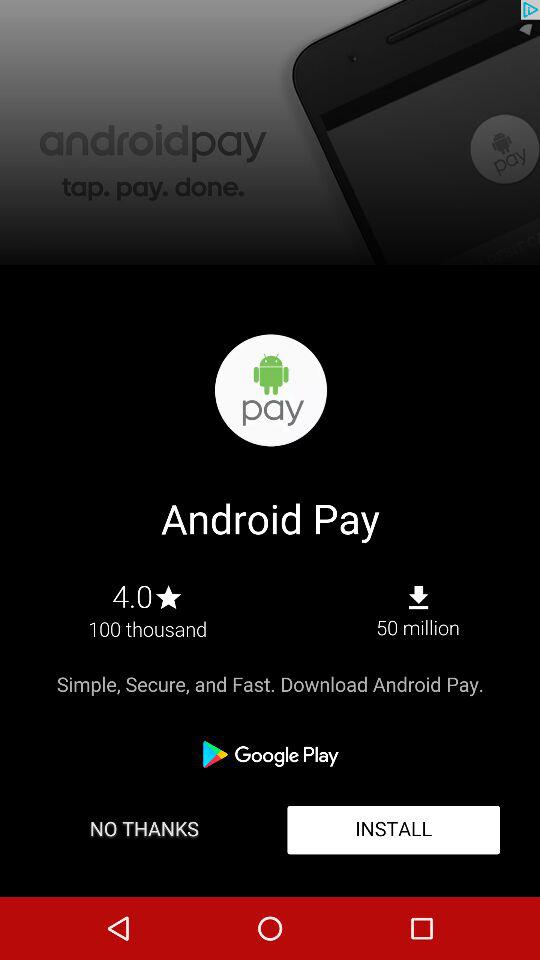 androidpay
tap. pay. done.
pay
pay
Android Pay
4.0
100 thousand
50 million
Simple, Secure, and Fast. Download Android Pay.
Google Play
NO THANKS
INSTALL